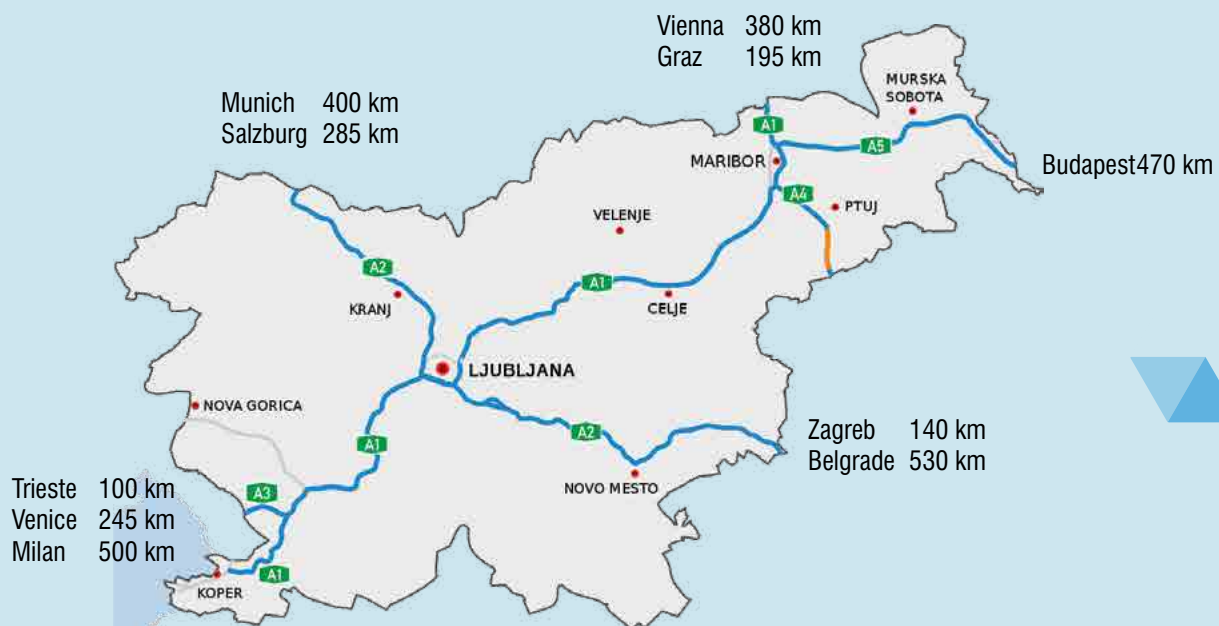 Vienna 380 km
Graz 195 km
Munich 400 km
Salzburg 285 km
MURSKA
SOBOTA
A1
A5
MARIBOR
Budapest470 km
A4
PTUJ
VELENJE
A2
A1
KRANJ
CELJE
LJUBLJANA
NOVA GORICA
A1
A2
Zagreb 140 km
Belgrade 530 km
NOVO MESTO
Trieste 100 km
Venice 245 km
Milan 500 km
A3
A1
KOPER